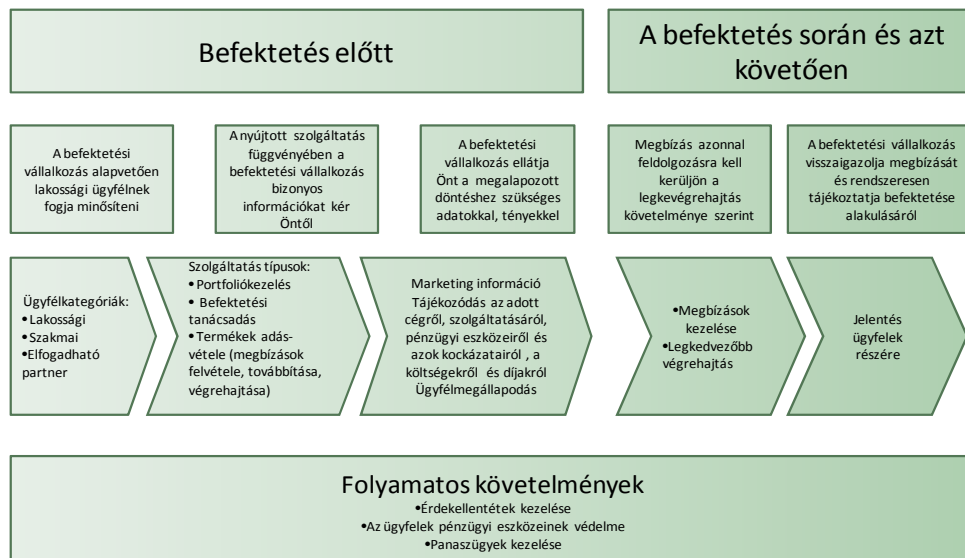 Befektetés előtt
A befektetés során és azt
követően
A befektetési
vállalkozás alapvetően
lakossági ügyfélnek
fogja minősíteni
A nyújtott szolgáltatás
függvényében a
befektetési vállalkozás
bizonyos
információkat kér
Öntől
A befektetési
vállalkozás ellátja
Önt a megalapozott
döntéshez szükséges
adatokkal, tényekkel
Megbízás azonnal
feldolgozásra kell
kerüljön a
legkevégrehajtás
követelménye szerint
A befektetési vállalkozás
visszaigazolja megbízását
és rendszeresen
tájékoztatja befektetése
alakulásáról
Ügyfélkategóriák:
•Lakossági
•Szakmai
•Elfogadható
partner
Szolgáltatás típusok:
•Portfoliókezelés
• Befektetési
tanácsadás
•Termékek adás-
vétele (megbízások
felvétele, továbbítása,
végrehajtása)
Marketing információ
Tájékozódás az adott
cégről, szolgáltatásáról,
pénzügyi eszközeiről és
azok kockázatairól , a
költségekről és díjakról
Ügyfélmegállapodás
•Megbízások
kezelése
•Legkedvezőbb
végrehajtás
Jelentés
ügyfelek
részére
Folyamatos követelmények
•Érdekellentétek kezelése
•Az ügyfelek pénzügyi eszközeinek védelme
•Panaszügyek kezelése